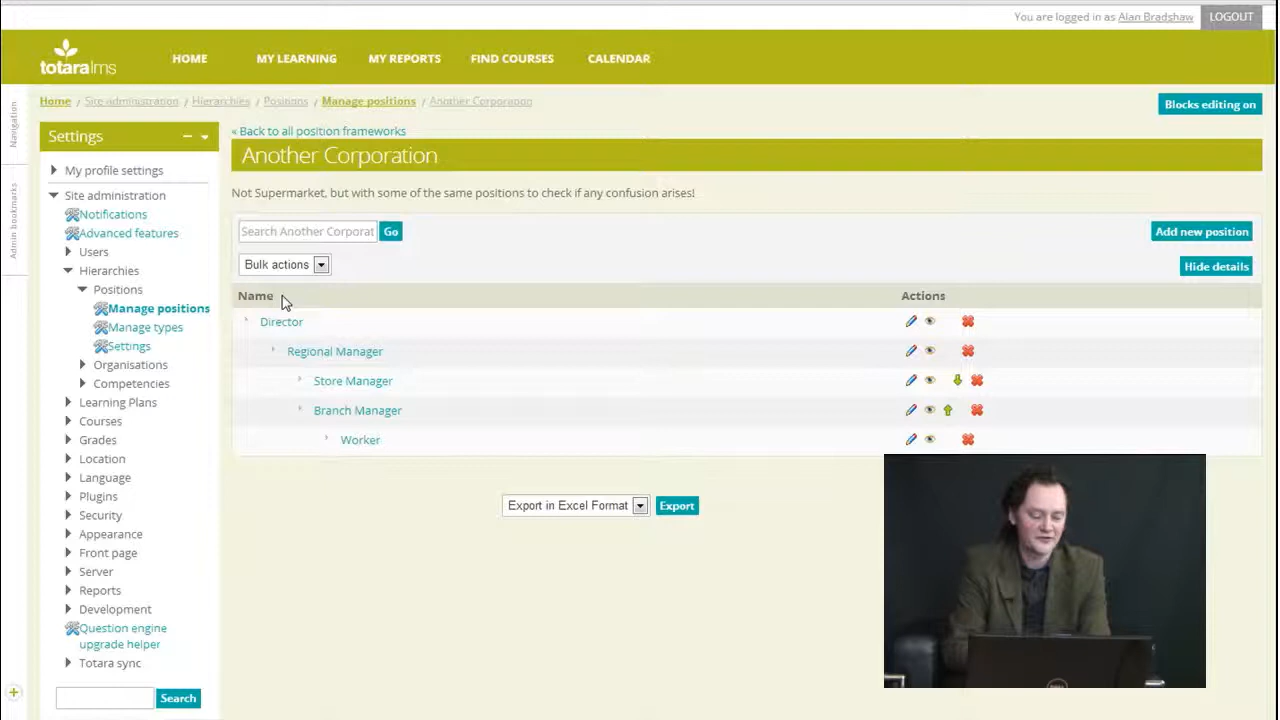 You are logged in as Alan Bradshaw LOGOUT
totaralms
HOME MY LEARNING MY REPORTS FIND COURSES CALENDAR
Home / Site administration / Hierarchies / Positions / Manage positions / Another Corporation
Blocks editing on
Navigation
Admin bookmarks
Settings
My profile settings
Site administration
Notifications
Advanced features
Users
Hierarchies
Positions
Manage positions
Manage types
Settings
Organisations
Competencies
Learning Plans
Courses
Grades
Location
Language
Plugins
Security
Appearance
Front page
Server
Reports
Development
Question engine
upgrade helper
Totara sync
Search
« Back to all position frameworks
Another Corporation
Not Supermarket, but with some of the same positions to check if any confusion arises!
Search Another Corporat Go
Add new position
Bulk actions
Hide details
Name Actions
Director
Regional Manager
Store Manager
Branch Manager
Worker
Export in Excel Format Export
DELL